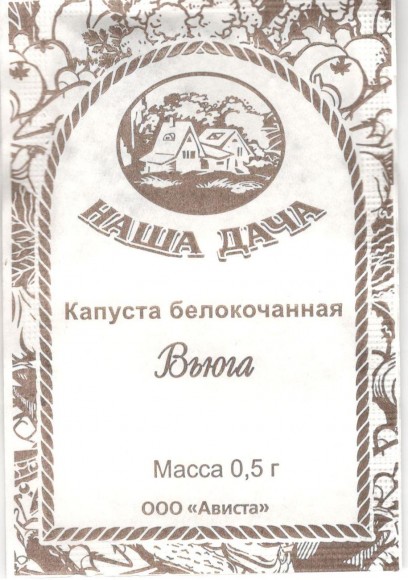 НАША ДАЧА
Капуста белокочанная
Вьюга
Масса 0,5 г
ООО «Ависта»